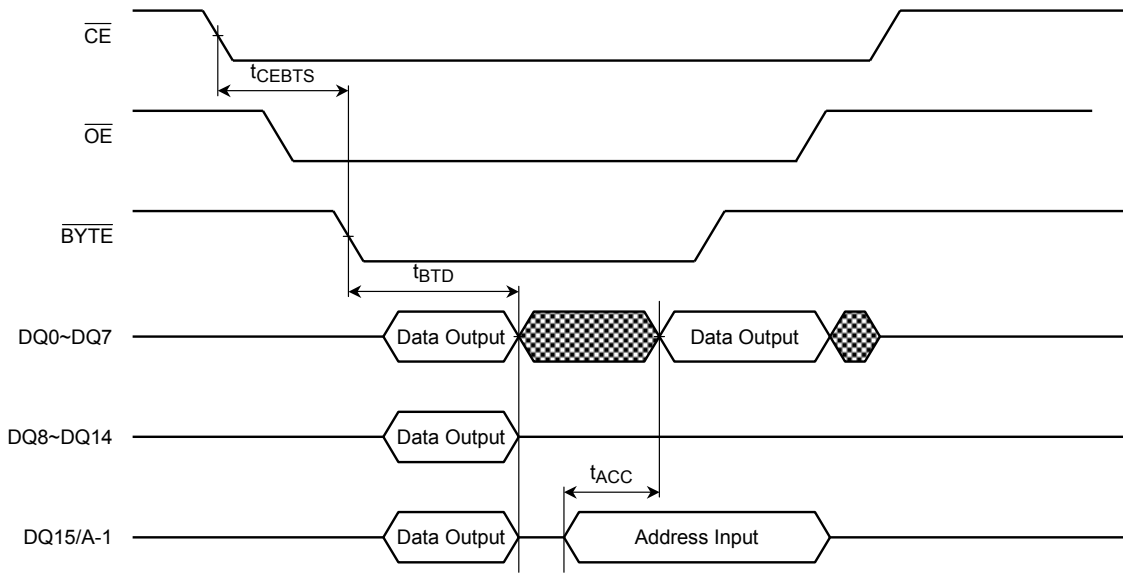 CE
tCEBTS
OE
BYTE
tBTD
DQ0~DQ7 Data Output Data Output
DQ8~DQ14 Data Output
tACC
DQ15/A-1 Data Output Address Input